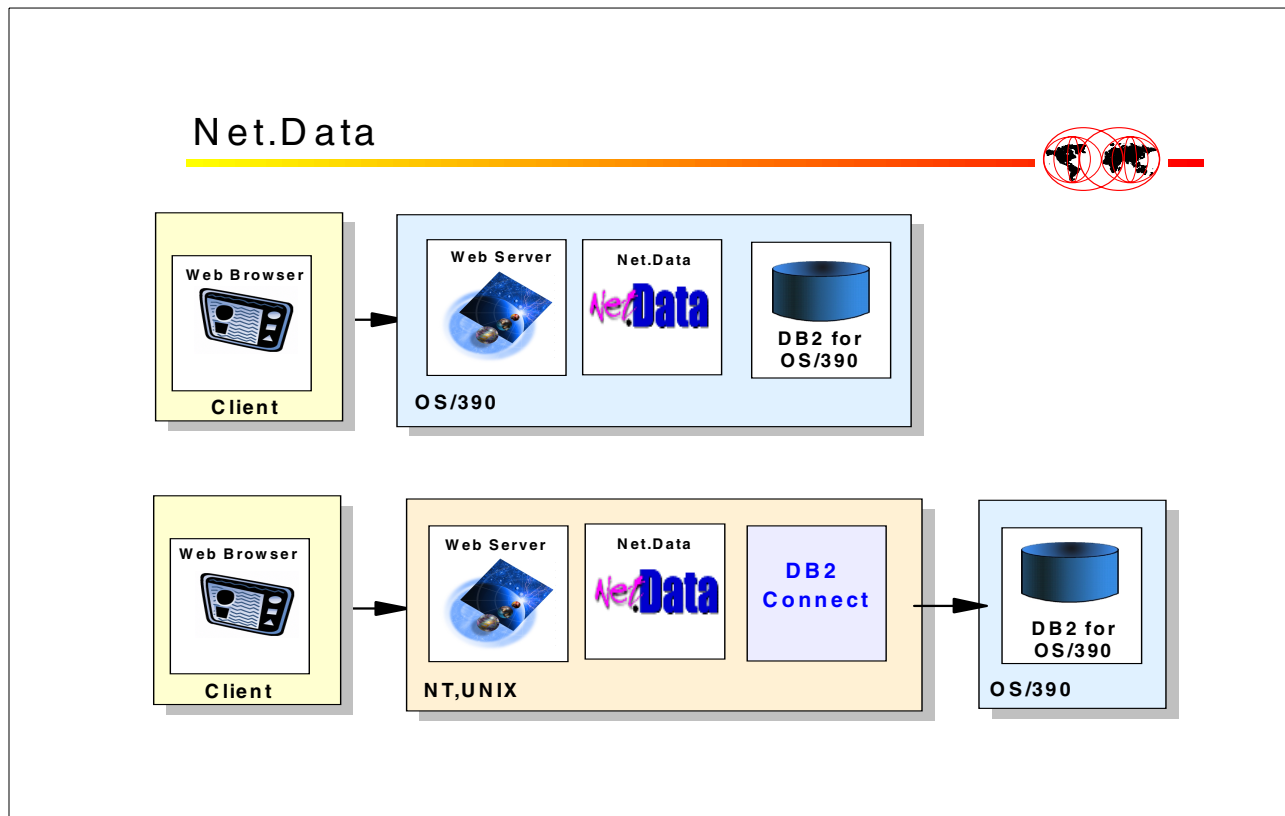 Net.Data
Web Browser
Client
Web Server
Net.Data
Net.Data
DB2 for
OS/390
OS/390
Web Browser
Client
Web Server
Net.Data
Net.Data
DB2
Connect
NT,UNIX
DB2 for
OS/390
OS/390